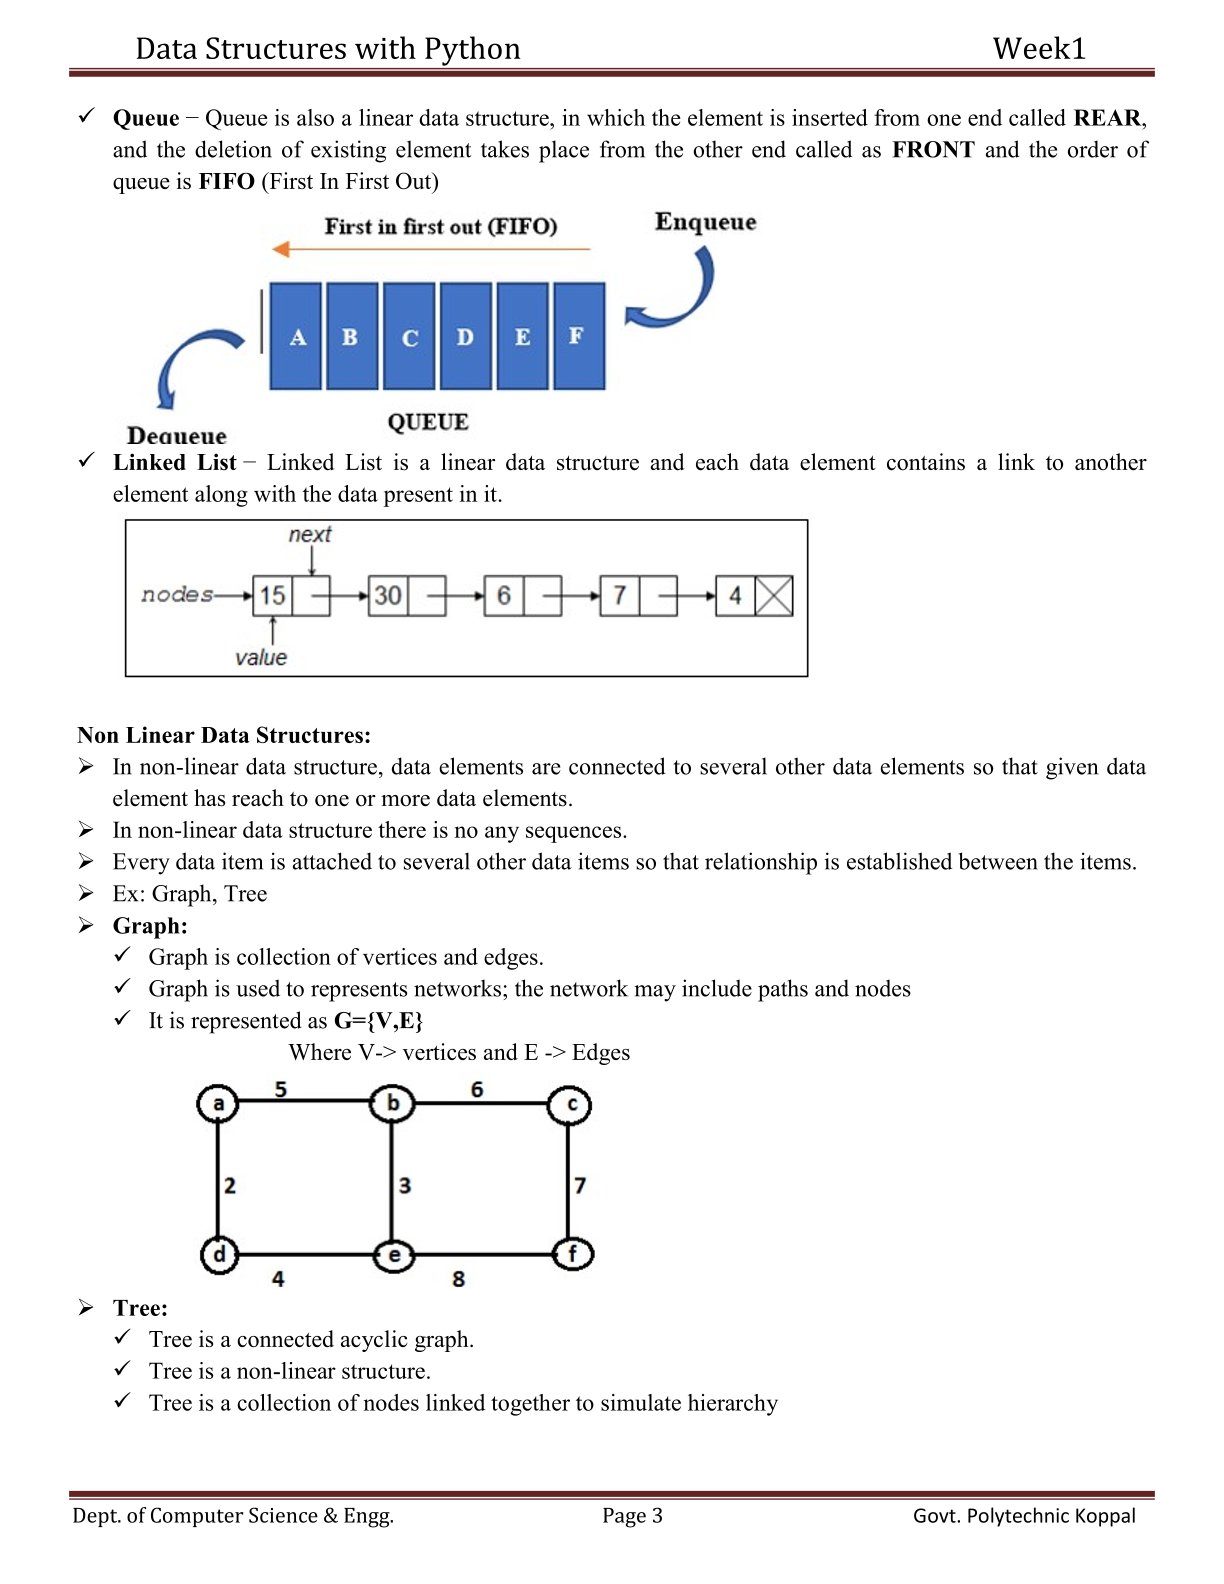 Data Structures with Python Week1
✓ Queue − Queue is also a linear data structure, in which the element is inserted from one end called REAR,
and the deletion of existing element takes place from the other end called as FRONT and the order of
queue is FIFO (First In First Out)
First in first out (FIFO) Enqueue
A B C D E F
QUEUE
Dequeue
✓ Linked List − Linked List is a linear data structure and each data element contains a link to another
element along with the data present in it.
next
nodes 15 30 6 7 4
value
Non Linear Data Structures:
➢ In non-linear data structure, data elements are connected to several other data elements so that given data
element has reach to one or more data elements.
➢ In non-linear data structure there is no any sequences.
➢ Every data item is attached to several other data items so that relationship is established between the items.
➢ Ex: Graph, Tree
➢ Graph:
✓ Graph is collection of vertices and edges.
✓ Graph is used to represents networks; the network may include paths and nodes
✓ It is represented as G={V,E}
Where V-> vertices and E -> Edges
5 6
a b c
2 3 7
d e f
4 8
➢ Tree:
✓ Tree is a connected acyclic graph.
✓ Tree is a non-linear structure.
✓ Tree is a collection of nodes linked together to simulate hierarchy
Dept. of Computer Science & Engg. Page 3 Govt. Polytechnic Koppal